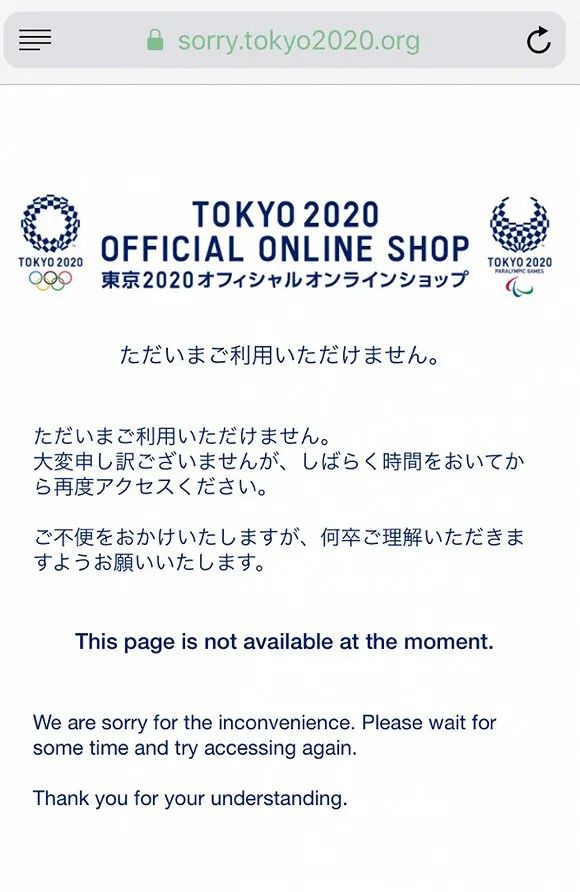 sorry.tokyo2020.org
TOKYO 2020
OFFICIAL ONLINE SHOP
東京2020オフィシャルオンラインショップ
TOKYO 2020
TOKYO 2020
PARALYMPIC GAMES
ただいまご利用いただけません。
ただいまご利用いただけません。
大変申し訳ございませんが、しばらく時間をおいてか
ら再度アクセスください。
ご不便をおかけいたしますが、何卒ご理解いただきま
すようお願いいたします。
This page is not available at the moment.
We are sorry for the inconvenience. Please wait for
some time and try accessing again.
Thank you for your understanding.